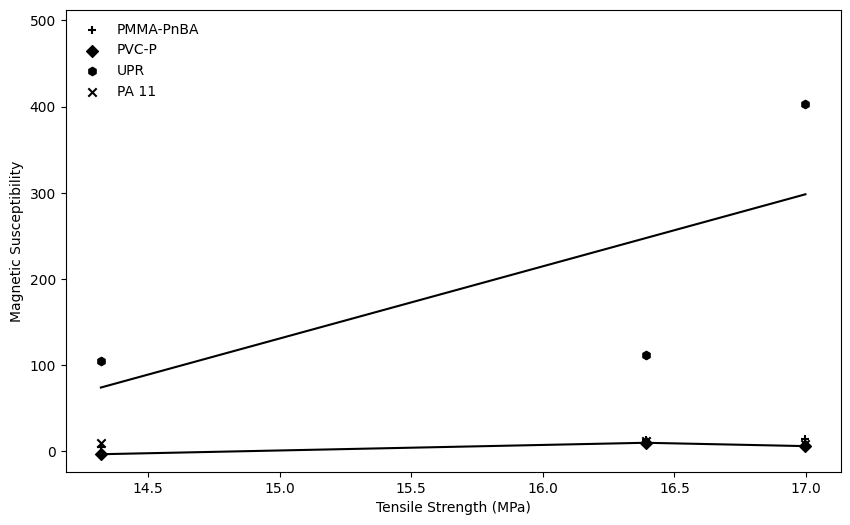 500
400
300
200
100
0
Magnetic Susceptibility
PMMA-PnBA
PVC-P
UPR
PA 11
14.5 15.0 15.5 16.0 16.5 17.0
Tensile Strength (MPa)